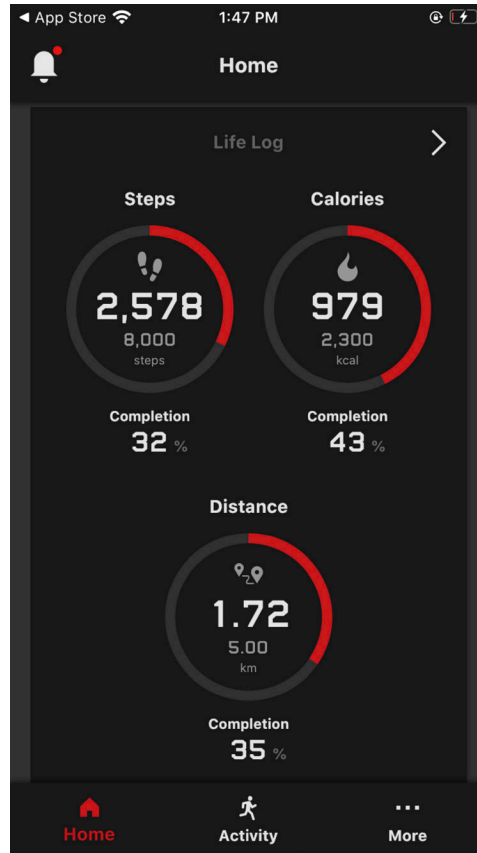 App Store 1:47 PM
Home
Life Log
Steps Calories
2,578 979
8,000 2,300
steps kcal
Completion Completion
32 % 43 %
Distance
1.72
5.00
km
Completion
35 %
Home Activity More